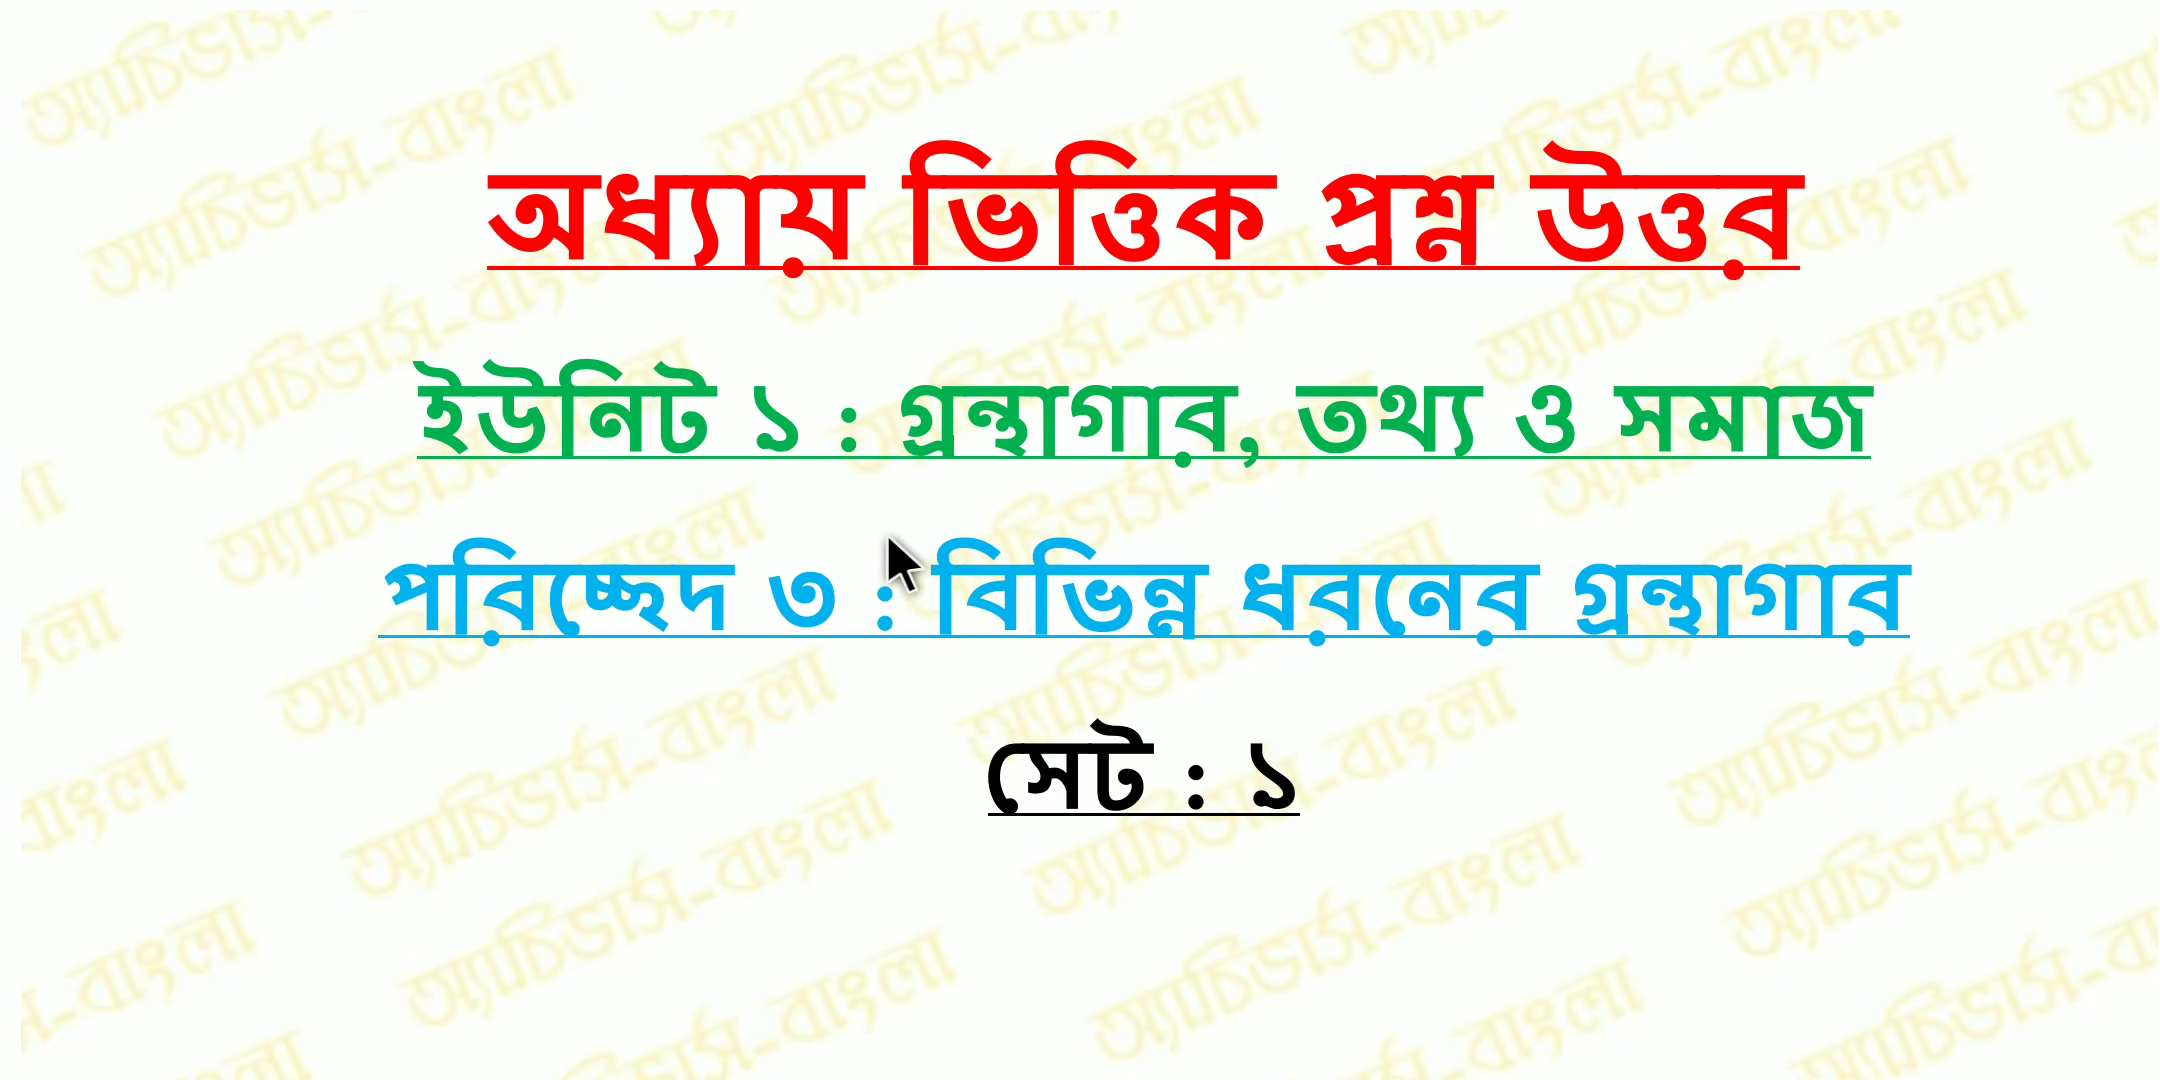 অধ্যায় ভিত্তিক প্রশ্ন উত্তর
ইউনিট ১ : গ্রন্থাগার, তথ্য ও সমাজ
পরিচ্ছেদ ৩ : বিভিন্ন ধরনের গ্রন্থাগার
সেট : ১